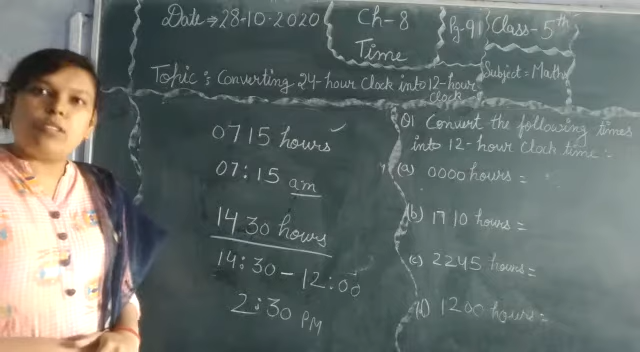 Date → 28-10-2020
Ch-8
Time
Pg-91
Class-5th
Subject = Maths
Topic : Converting 24-hour Clock into 12-hour
Clock
0715 hours
07:15 am
14 30 hours
14:30 - 12:00
2:30 PM
Q1 Convert the following times
into 12-hour clock time :-
(a) 0000 hours =
(b) 1710 hours =
(c) 2245 hours =
(d) 1200 hours =